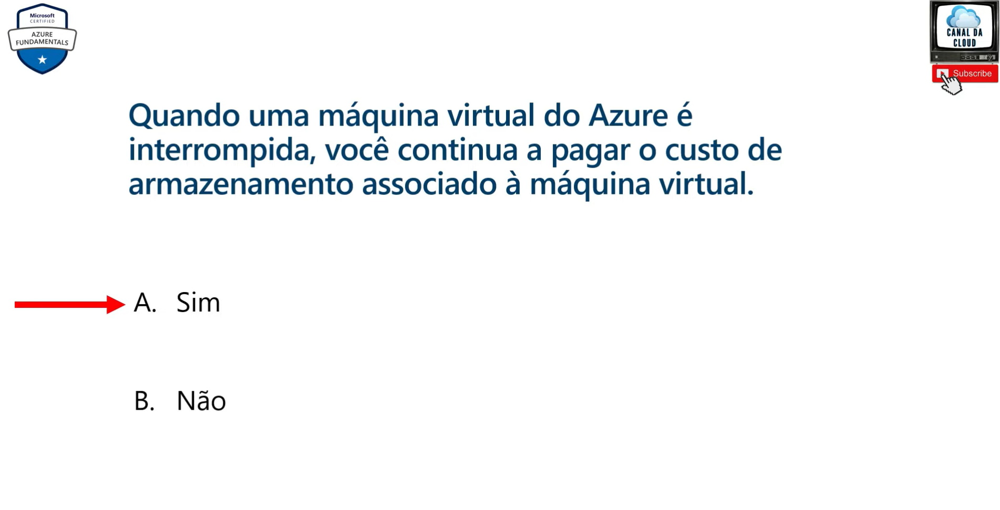 Microsoft
CERTIFIED
AZURE
FUNDAMENTALS
CANAL DA
CLOUD
Subscribe
Quando uma máquina virtual do Azure é
interrompida, você continua a pagar o custo de
armazenamento associado à máquina virtual.
A. Sim
B. Não